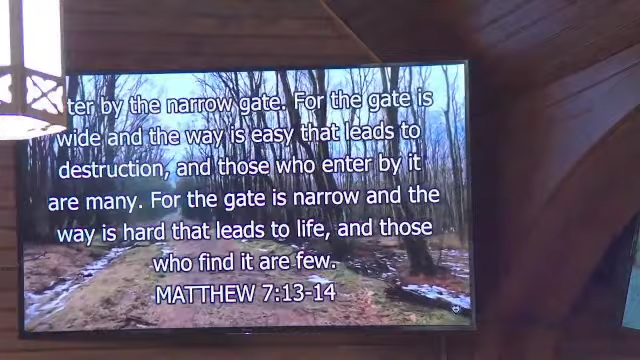 ter by the narrow gate. For the gate is
wide and the way is easy that leads to
destruction, and those who enter by it
are many. For the gate is narrow and the
way is hard that leads to life, and those
who find it are few.
MATTHEW 7:13-14